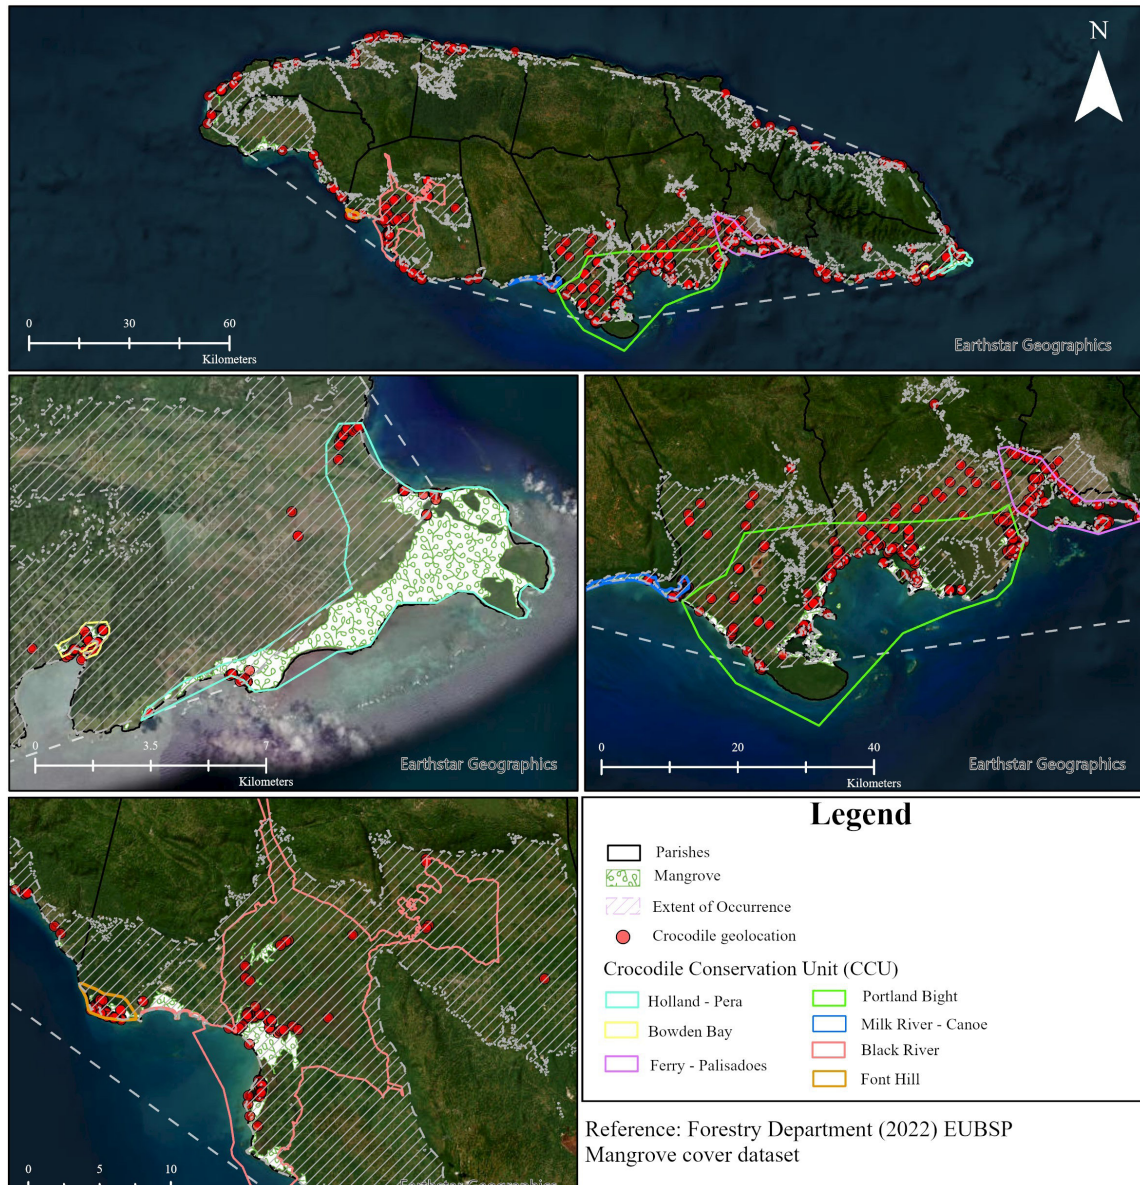 N
0 30 60
Kilometers
Earthstar Geographics
0 3.5 7
Kilometers
Earthstar Geographics
0 20 40
Kilometers
Earthstar Geographics
0 5 10
Earthstar Geographics
Legend
Parishes
Mangrove
Extent of Occurrence
Crocodile geolocation
Crocodile Conservation Unit (CCU)
Holland - Pera
Bowden Bay
Ferry - Palisadoes
Portland Bight
Milk River - Canoe
Black River
Font Hill
Reference: Forestry Department (2022) EUBSP
Mangrove cover dataset